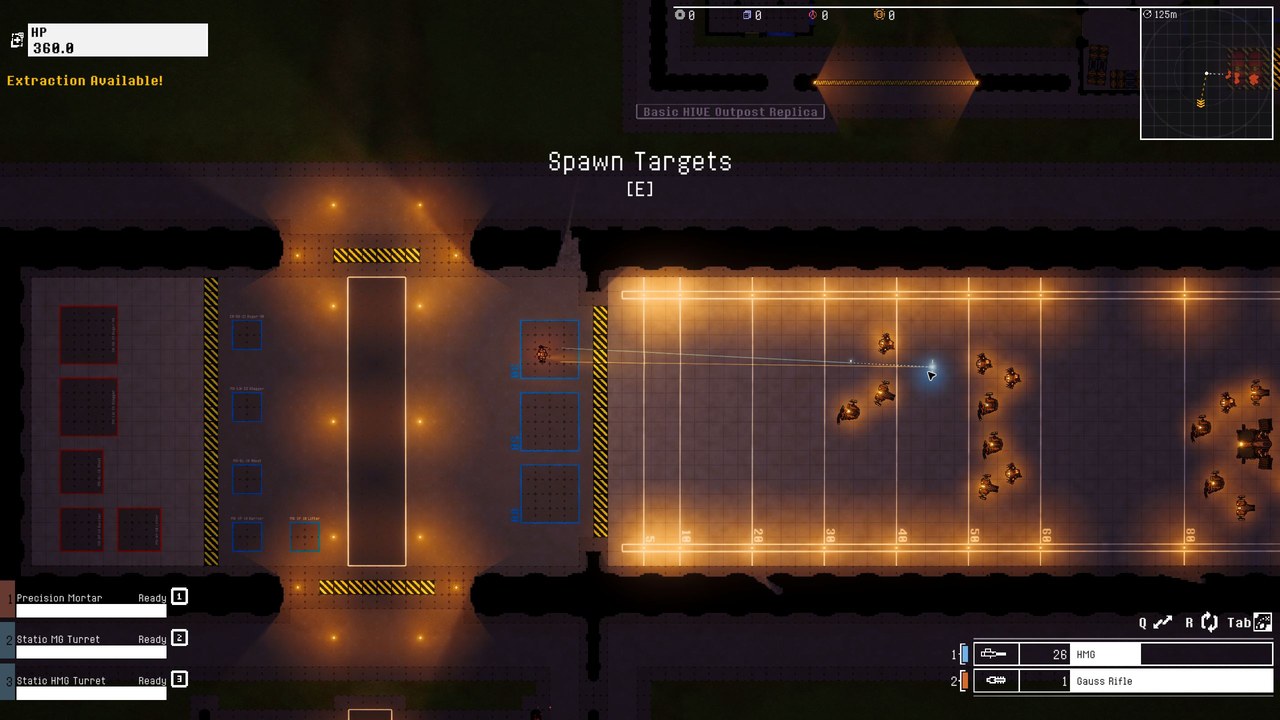 HP
360.0
Extraction Available!
0 0 0 0
125m
Basic HIVE Outpost Replica
Spawn Targets
[E]
5 10 20 30 40 50 60 80
1 Precision Mortar Ready 1
2 Static MG Turret Ready 2
3 Static HMG Turret Ready 3
Q R Tab
1 26 HMG
2 1 Gauss Rifle